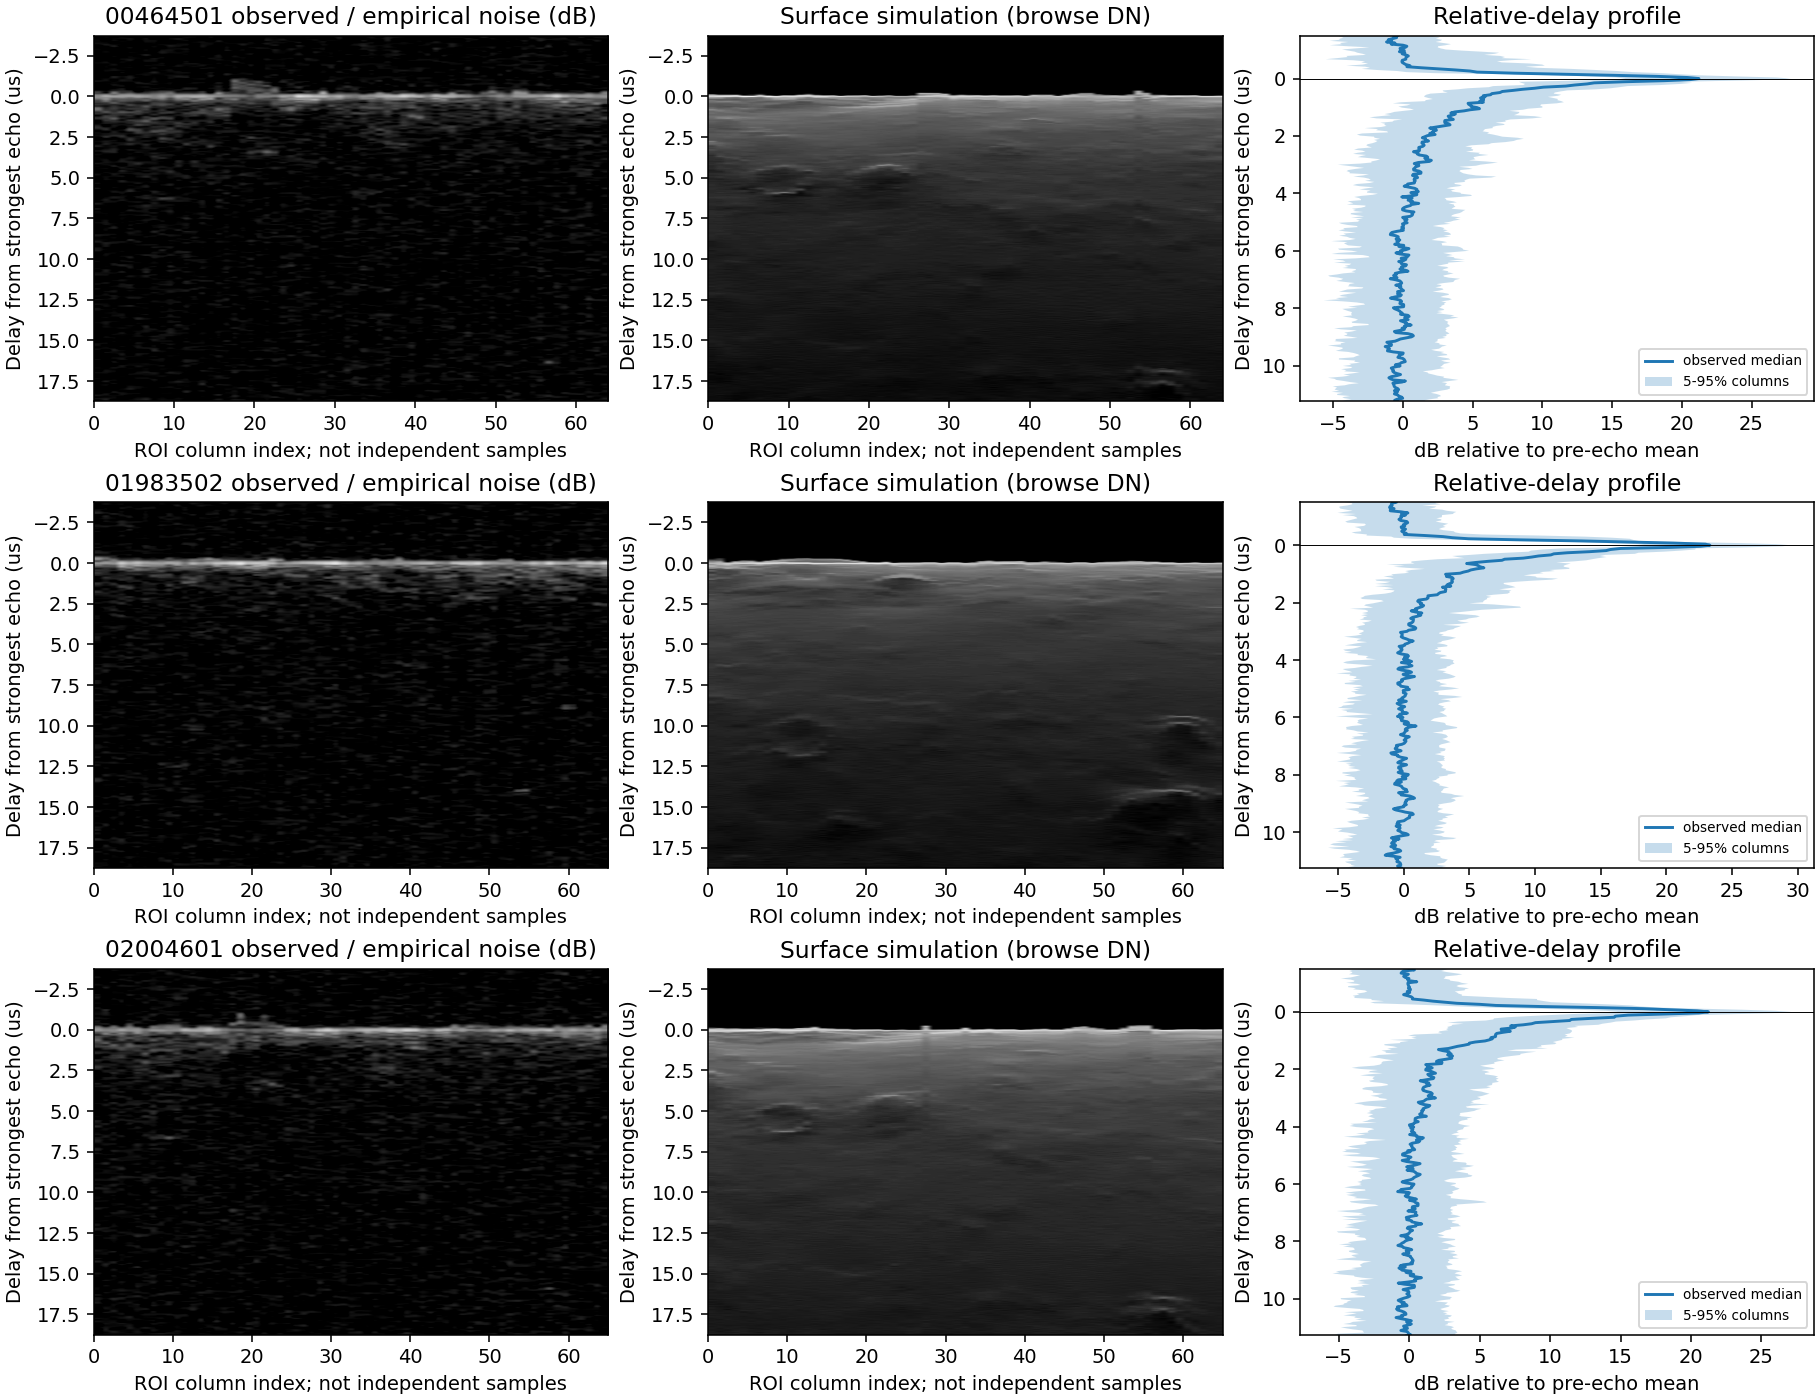 00464501 observed / empirical noise (dB)
Surface simulation (browse DN)
Relative-delay profile
Delay from strongest echo (us)
−2.5
0.0
2.5
5.0
7.5
10.0
12.5
15.0
17.5
0 10 20 30 40 50 60
ROI column index; not independent samples
Delay from strongest echo (us)
−2.5
0.0
2.5
5.0
7.5
10.0
12.5
15.0
17.5
0 10 20 30 40 50 60
ROI column index; not independent samples
Delay from strongest echo (us)
0
2
4
6
8
10
observed median
5-95% columns
−5 0 5 10 15 20 25
dB relative to pre-echo mean
01983502 observed / empirical noise (dB)
Surface simulation (browse DN)
Relative-delay profile
Delay from strongest echo (us)
−2.5
0.0
2.5
5.0
7.5
10.0
12.5
15.0
17.5
0 10 20 30 40 50 60
ROI column index; not independent samples
Delay from strongest echo (us)
−2.5
0.0
2.5
5.0
7.5
10.0
12.5
15.0
17.5
0 10 20 30 40 50 60
ROI column index; not independent samples
Delay from strongest echo (us)
0
2
4
6
8
10
observed median
5-95% columns
−5 0 5 10 15 20 25 30
dB relative to pre-echo mean
02004601 observed / empirical noise (dB)
Surface simulation (browse DN)
Relative-delay profile
Delay from strongest echo (us)
−2.5
0.0
2.5
5.0
7.5
10.0
12.5
15.0
17.5
0 10 20 30 40 50 60
ROI column index; not independent samples
Delay from strongest echo (us)
−2.5
0.0
2.5
5.0
7.5
10.0
12.5
15.0
17.5
0 10 20 30 40 50 60
ROI column index; not independent samples
Delay from strongest echo (us)
0
2
4
6
8
10
observed median
5-95% columns
−5 0 5 10 15 20 25
dB relative to pre-echo mean